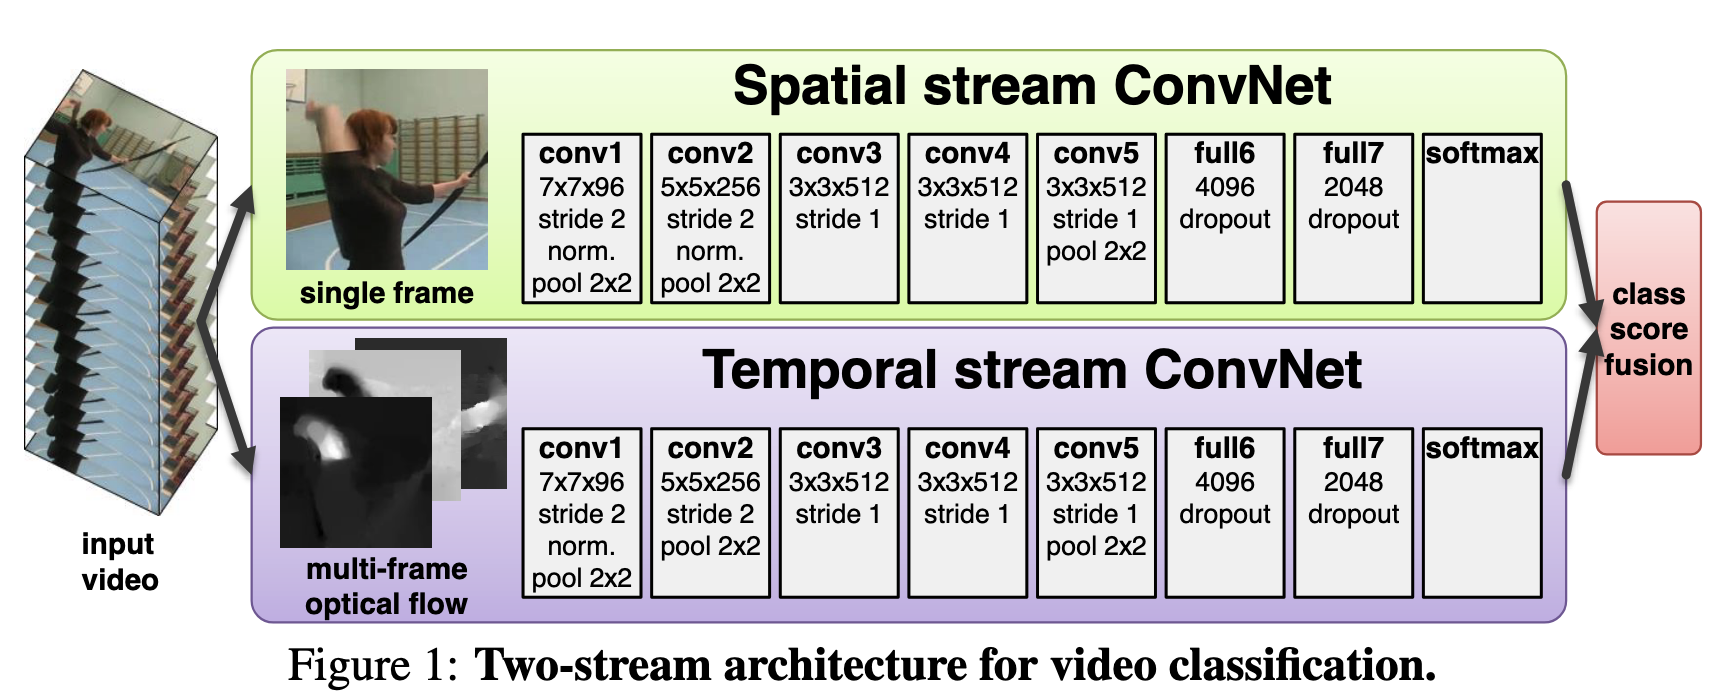 Spatial stream ConvNet
single frame
conv1
7x7x96
stride 2
norm.
pool 2x2
conv2
5x5x256
stride 2
norm.
pool 2x2
conv3
3x3x512
stride 1
conv4
3x3x512
stride 1
conv5
3x3x512
stride 1
pool 2x2
full6
4096
dropout
full7
2048
dropout
softmax
input
video
Temporal stream ConvNet
multi-frame
optical flow
conv1
7x7x96
stride 2
norm.
pool 2x2
conv2
5x5x256
stride 2
pool 2x2
conv3
3x3x512
stride 1
conv4
3x3x512
stride 1
conv5
3x3x512
stride 1
pool 2x2
full6
4096
dropout
full7
2048
dropout
softmax
class
score
fusion
Figure 1: Two-stream architecture for video classification.